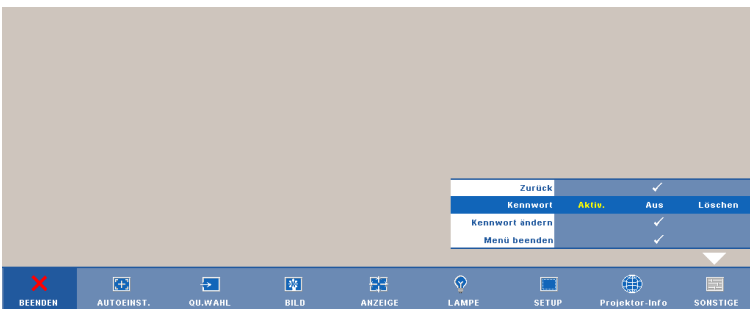 Zurück
Kennwort Aktiv. Aus Löschen
Kennwort ändern
Menü beenden
BEENDEN AUTOEINST. QU.WAHL BILD ANZEIGE LAMPE SETUP Projektor-Info SONSTIGE